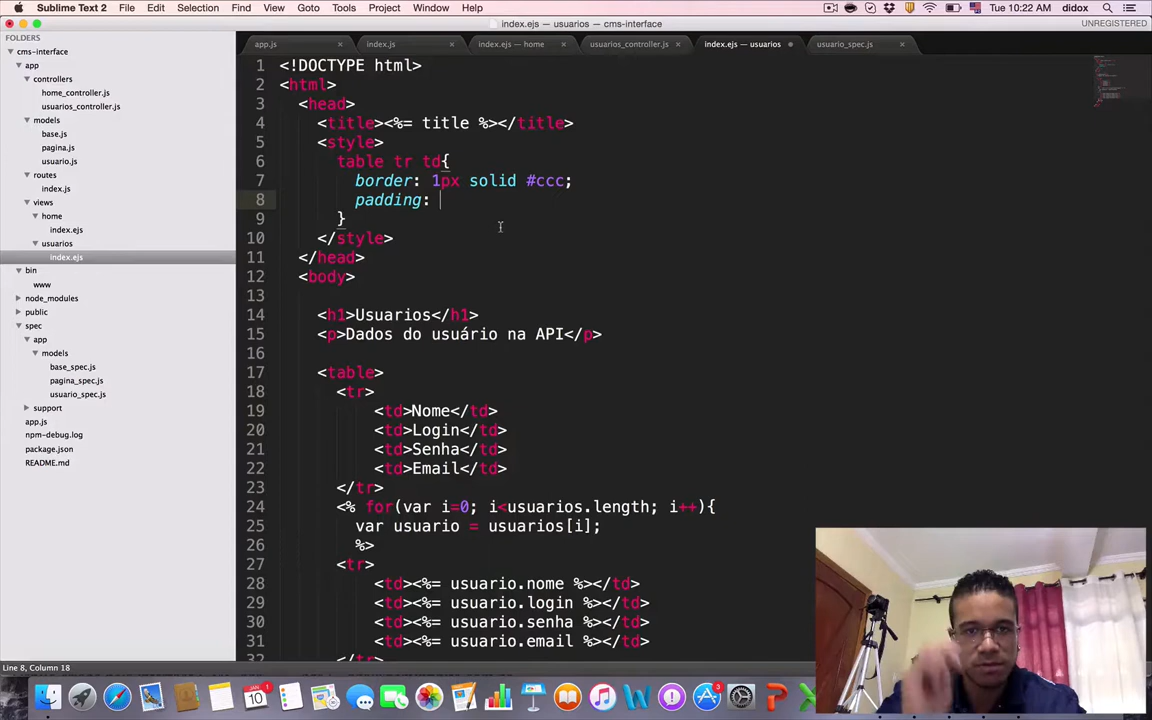 Sublime Text 2 File Edit Selection Find View Goto Tools Project Window Help Tue 10:22 AM didox
index.ejs — usuarios — cms-interface UNREGISTERED
FOLDERS
cms-interface
app
controllers
home_controller.js
usuarios_controller.js
models
base.js
pagina.js
usuario.js
routes
index.js
views
home
index.ejs
usuarios
index.ejs
bin
www
node_modules
public
spec
app
models
base_spec.js
pagina_spec.js
usuario_spec.js
support
app.js
npm-debug.log
package.json
README.md
app.js index.js index.ejs — home usuarios_controller.js index.ejs — usuarios usuario_spec.js
1 <!DOCTYPE html>
2 <html>
3 <head>
4 <title><%= title %></title>
5 <style>
6 table tr td{
7 border: 1px solid #ccc;
8 padding:
9 }
10 </style>
11 </head>
12 <body>
13
14 <h1>Usuarios</h1>
15 <p>Dados do usuário na API</p>
16
17 <table>
18 <tr>
19 <td>Nome</td>
20 <td>Login</td>
21 <td>Senha</td>
22 <td>Email</td>
23 </tr>
24 <% for(var i=0; i<usuarios.length; i++){
25 var usuario = usuarios[i];
26 %>
27 <tr>
28 <td><%= usuario.nome %></td>
29 <td><%= usuario.login %></td>
30 <td><%= usuario.senha %></td>
31 <td><%= usuario.email %></td>
32 </tr>
Line 8, Column 18
JAN
10
1
3